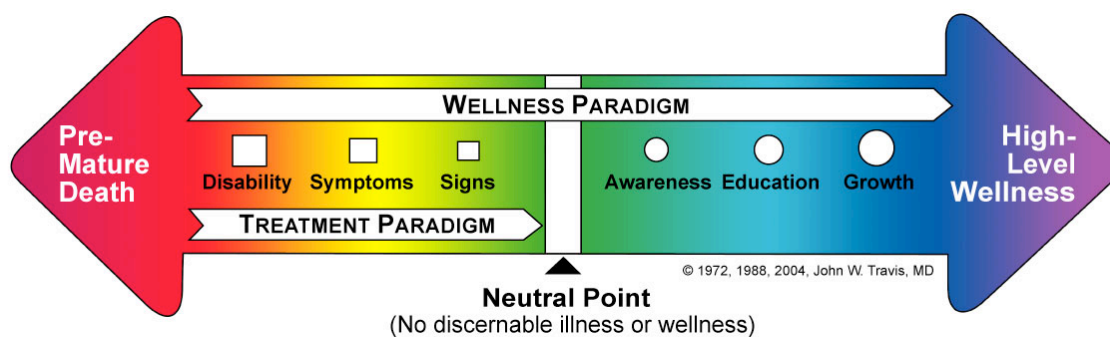 WELLNESS PARADIGM
Pre-
Mature
Death
Disability Symptoms Signs
Awareness Education Growth
High-
Level
Wellness
TREATMENT PARADIGM
© 1972, 1988, 2004, John W. Travis, MD
Neutral Point
(No discernable illness or wellness)